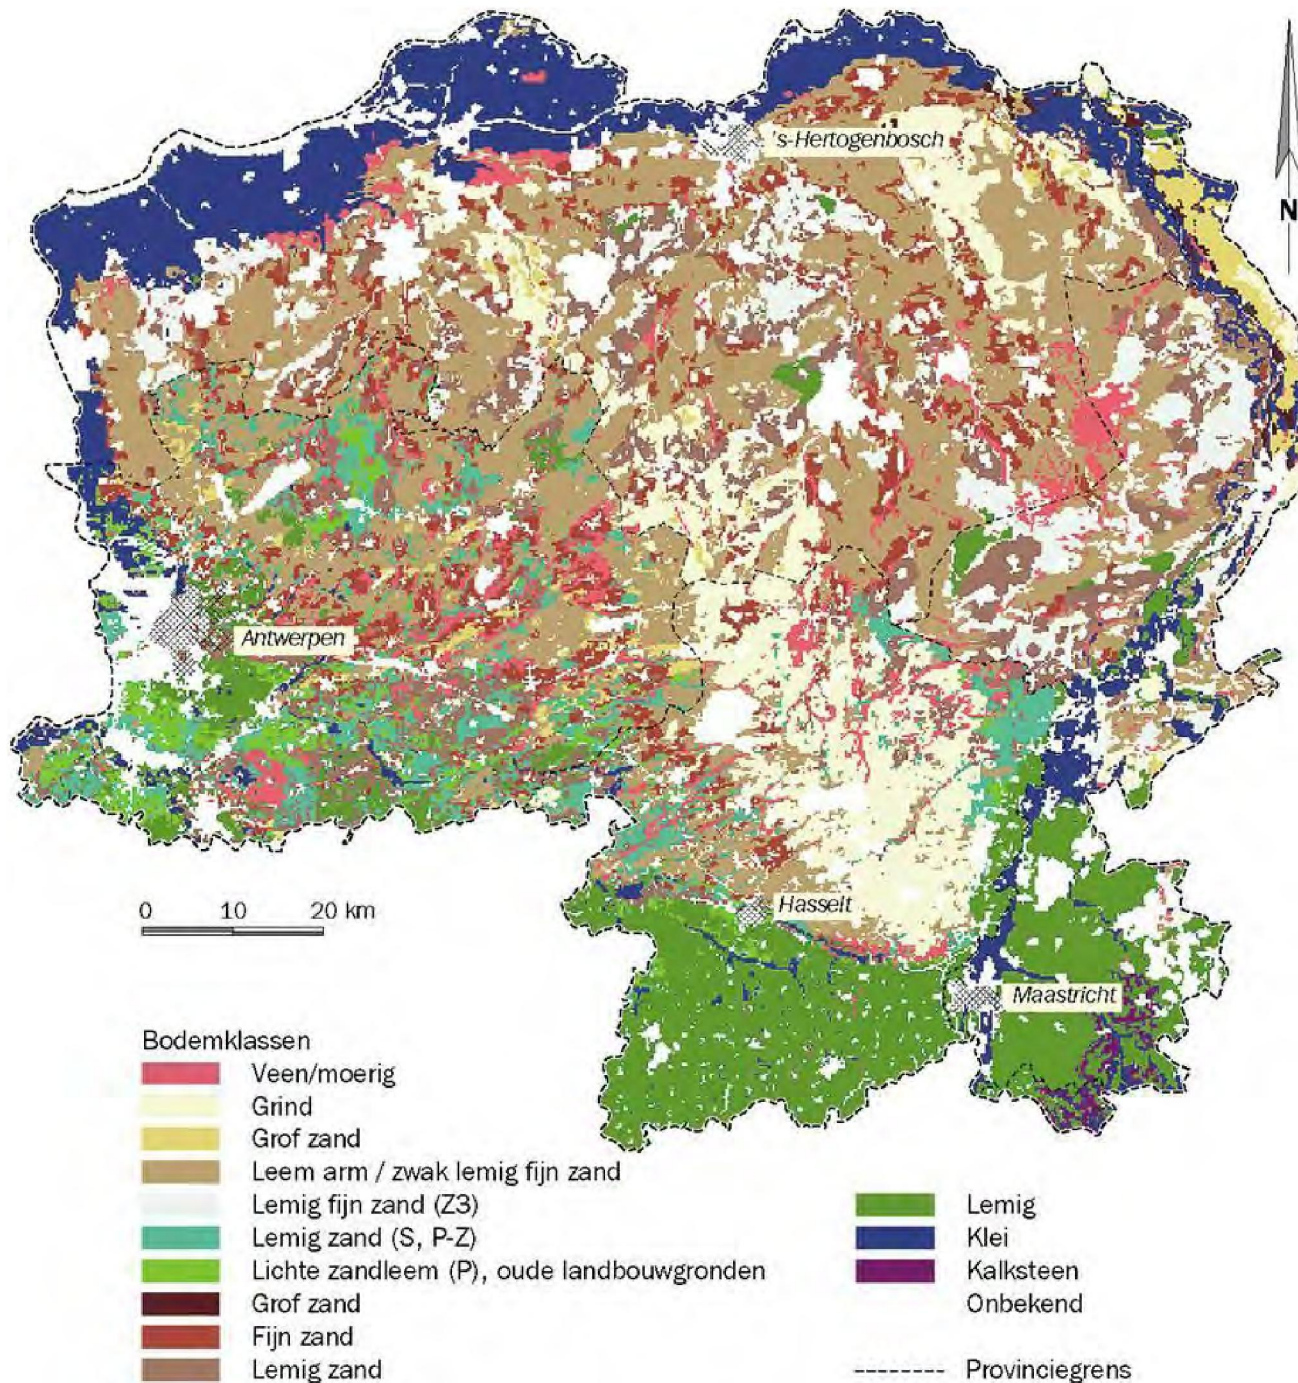 's-Hertogenbosch
N
Antwerpen
0 10 20 km
Hasselt
Maastricht
Bodemklassen
Veen/moerig
Grind
Grof zand
Leem arm / zwak lemig fijn zand
Lemig fijn zand (Z3)
Lemig zand (S, P-Z)
Lichte zandleem (P), oude landbouwgronden
Grof zand
Fijn zand
Lemig zand
Lemig
Klei
Kalksteen
Onbekend
Provinciegrens